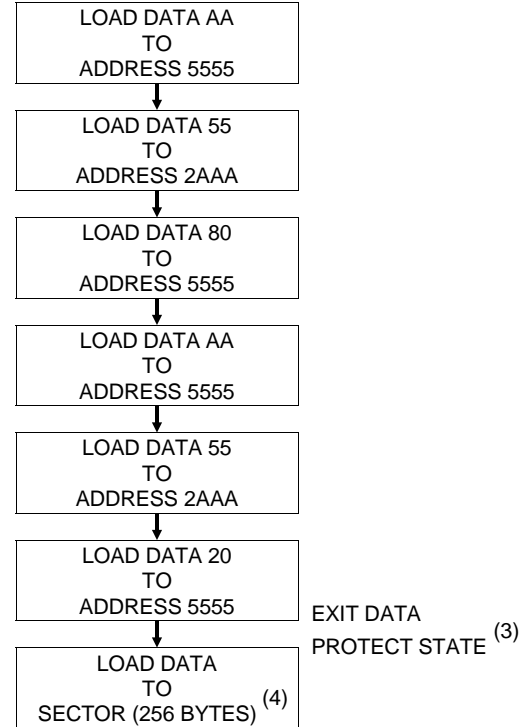 LOAD DATA AA
TO
ADDRESS 5555
LOAD DATA 55
TO
ADDRESS 2AAA
LOAD DATA 80
TO
ADDRESS 5555
LOAD DATA AA
TO
ADDRESS 5555
LOAD DATA 55
TO
ADDRESS 2AAA
LOAD DATA 20
TO
ADDRESS 5555
EXIT DATA
PROTECT STATE (3)
LOAD DATA
TO
SECTOR (256 BYTES) (4)